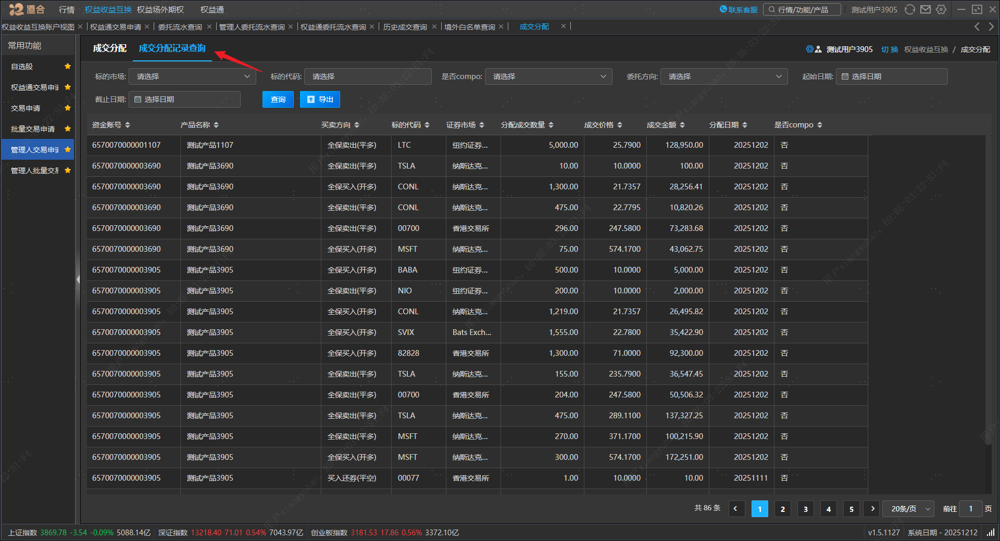 道合 行情 权益收益互换 权益场外期权 权益通 联系客服 行情/功能/产品 测试用户3905
权益收益互换账户视图 × 权益通交易申请 × 委托流水查询 × 管理人委托流水查询 × 权益通委托流水查询 × 历史成交查询 × 境外白名单查询 × 成交分配 ×
常用功能
自选股
权益通交易申请
交易申请
批量交易申请
管理人交易申请
管理人批量交易
成交分配 成交分配记录查询 测试用户3905 切 换 权益收益互换 / 成交分配
标的市场: 请选择 标的代码: 请选择 是否compo: 请选择 委托方向: 请选择 起始日期: 选择日期
截止日期: 选择日期 查询 导出
资金账号 产品名称 买卖方向 标的代码 证券市场 分配成交数量 成交价格 成交金额 分配日期 是否compo
6570070000001107 测试产品1107 全保卖出(平多) LTC 纽约证券... 5,000.00 25.7900 128,950.00 20251202 否
6570070000003690 测试产品3690 全保卖出(平多) TSLA 纳斯达克... 10.00 10.0000 100.00 20251202 否
6570070000003690 测试产品3690 全保买入(开多) CONL 纳斯达克... 1,300.00 21.7357 28,256.41 20251202 否
6570070000003690 测试产品3690 全保卖出(平多) CONL 纳斯达克... 475.00 22.7795 10,820.26 20251202 否
6570070000003690 测试产品3690 全保卖出(平多) 00700 香港交易所 296.00 247.5800 73,283.68 20251202 否
6570070000003690 测试产品3690 全保买入(开多) MSFT 纳斯达克... 75.00 574.1700 43,062.75 20251202 否
6570070000003905 测试产品3905 全保买入(开多) BABA 纽约证券... 500.00 10.0000 5,000.00 20251202 否
6570070000003905 测试产品3905 全保卖出(平多) NIO 纽约证券... 200.00 10.0000 2,000.00 20251202 否
6570070000003905 测试产品3905 全保买入(开多) CONL 纳斯达克... 1,219.00 21.7357 26,495.82 20251202 否
6570070000003905 测试产品3905 全保买入(开多) SVIX Bats Exch... 1,555.00 22.7800 35,422.90 20251202 否
6570070000003905 测试产品3905 全保买入(开多) 82828 香港交易所 1,300.00 71.0000 92,300.00 20251202 否
6570070000003905 测试产品3905 全保卖出(平多) TSLA 纳斯达克... 155.00 235.7900 36,547.45 20251202 否
6570070000003905 测试产品3905 全保卖出(平多) 00700 香港交易所 204.00 247.5800 50,506.32 20251202 否
6570070000003905 测试产品3905 全保卖出(平多) TSLA 纳斯达克... 475.00 289.1100 137,327.25 20251202 否
6570070000003905 测试产品3905 全保卖出(平多) MSFT 纳斯达克... 270.00 371.1700 100,215.90 20251202 否
6570070000003905 测试产品3905 全保买入(开多) MSFT 纳斯达克... 300.00 574.1700 172,251.00 20251202 否
6570070000003905 测试产品3905 买入还券(平空) 00077 香港交易所 1.00 10.0000 10.00 20251111 否
共 86 条 1 2 3 4 5 20条/页 前往 1 页
上证指数 3869.78 -3.54 -0.09% 5088.14亿 深证指数 13218.40 71.01 0.54% 7043.97亿 创业板指数 3181.53 17.86 0.56% 3372.10亿 v1.5.1127 系统日期 - 20251212
用户xiangyuhan, E0:BE:03:22:81:F4